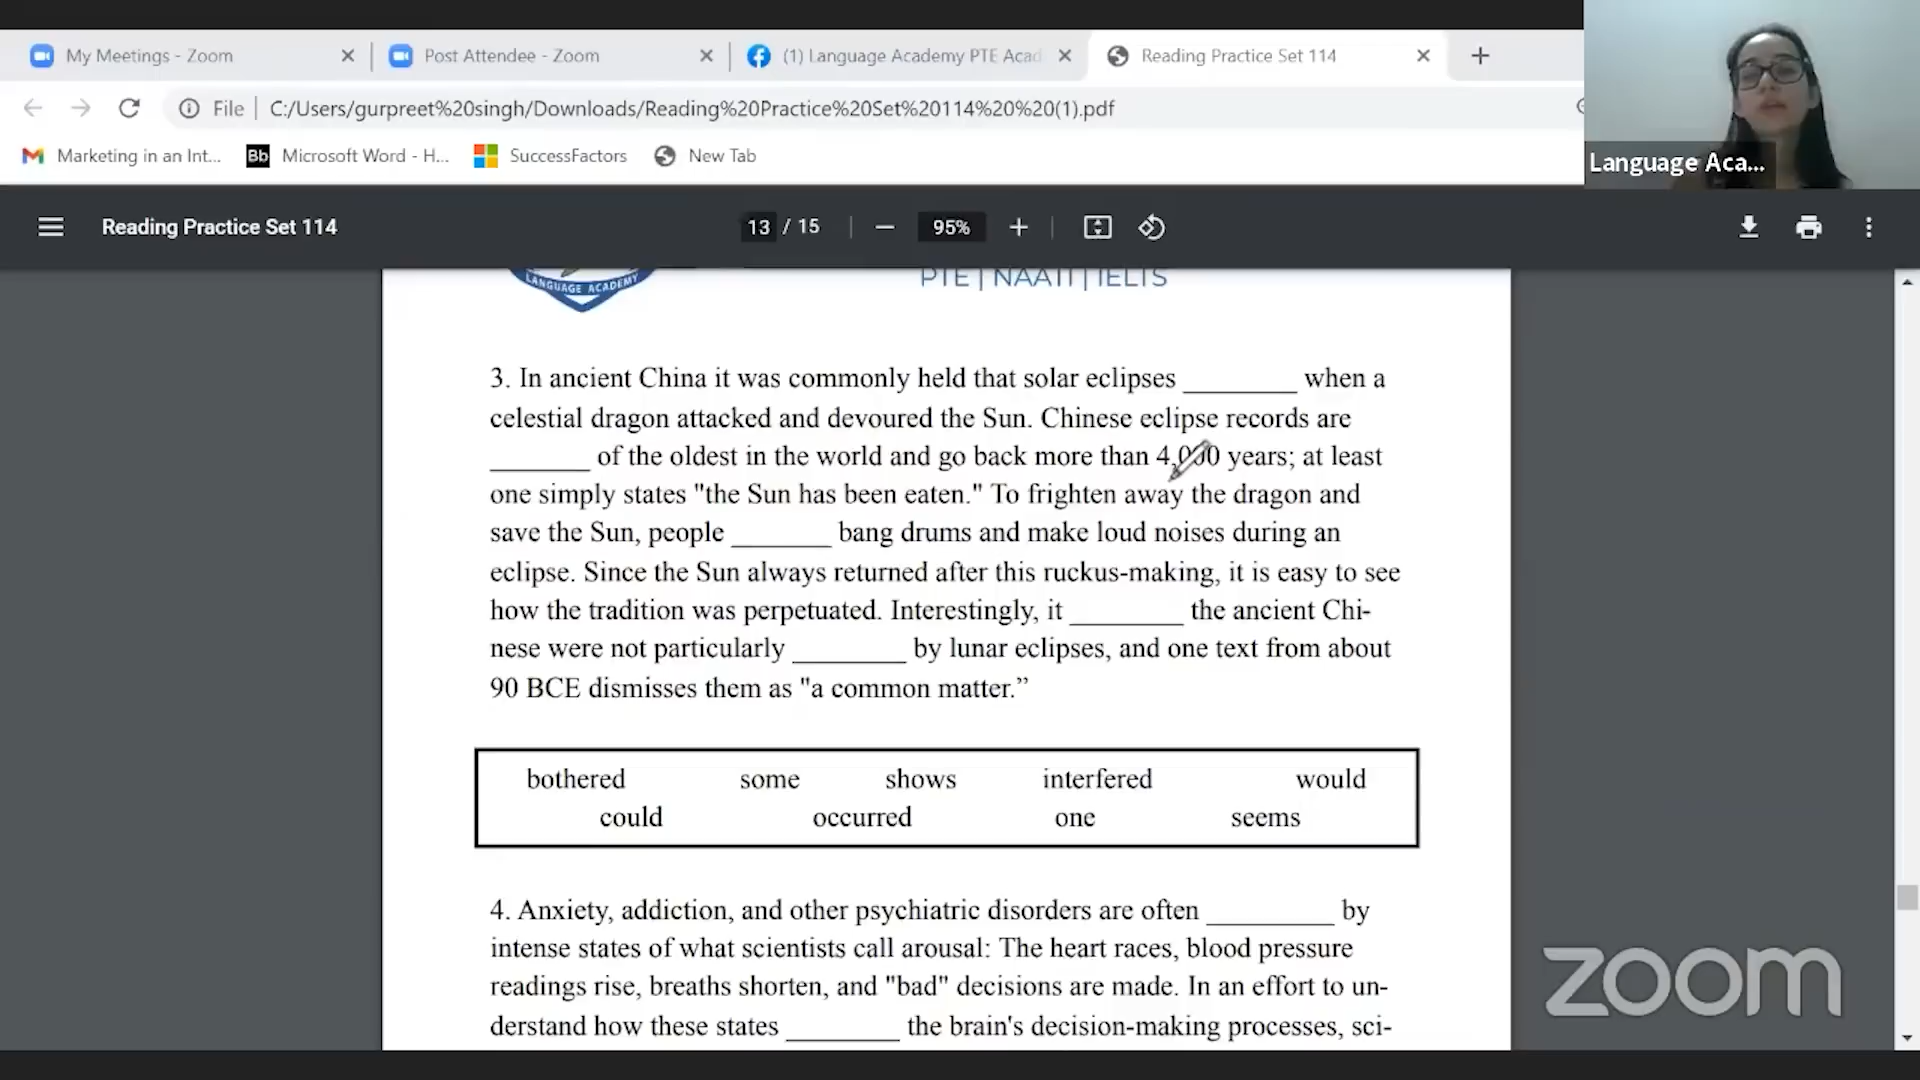 My Meetings - Zoom
Post Attendee - Zoom
(1) Language Academy PTE Acad
Reading Practice Set 114
File
C:/Users/gurpreet%20singh/Downloads/Reading%20Practice%20Set%20114%20%20(1).pdf
Marketing in an Int...
Bb Microsoft Word - H...
SuccessFactors
New Tab
Language Aca...
Reading Practice Set 114
13 / 15
95%
LANGUAGE ACADEMY
PTE | NAATI | IELTS
3. In ancient China it was commonly held that solar eclipses ________ when a
celestial dragon attacked and devoured the Sun. Chinese eclipse records are
_______ of the oldest in the world and go back more than 4,000 years; at least
one simply states "the Sun has been eaten." To frighten away the dragon and
save the Sun, people _______ bang drums and make loud noises during an
eclipse. Since the Sun always returned after this ruckus-making, it is easy to see
how the tradition was perpetuated. Interestingly, it ________ the ancient Chi-
nese were not particularly ________ by lunar eclipses, and one text from about
90 BCE dismisses them as "a common matter.”
bothered some shows interfered would
could occurred one seems
4. Anxiety, addiction, and other psychiatric disorders are often _________ by
intense states of what scientists call arousal: The heart races, blood pressure
readings rise, breaths shorten, and "bad" decisions are made. In an effort to un-
derstand how these states ________ the brain's decision-making processes, sci-
zoom